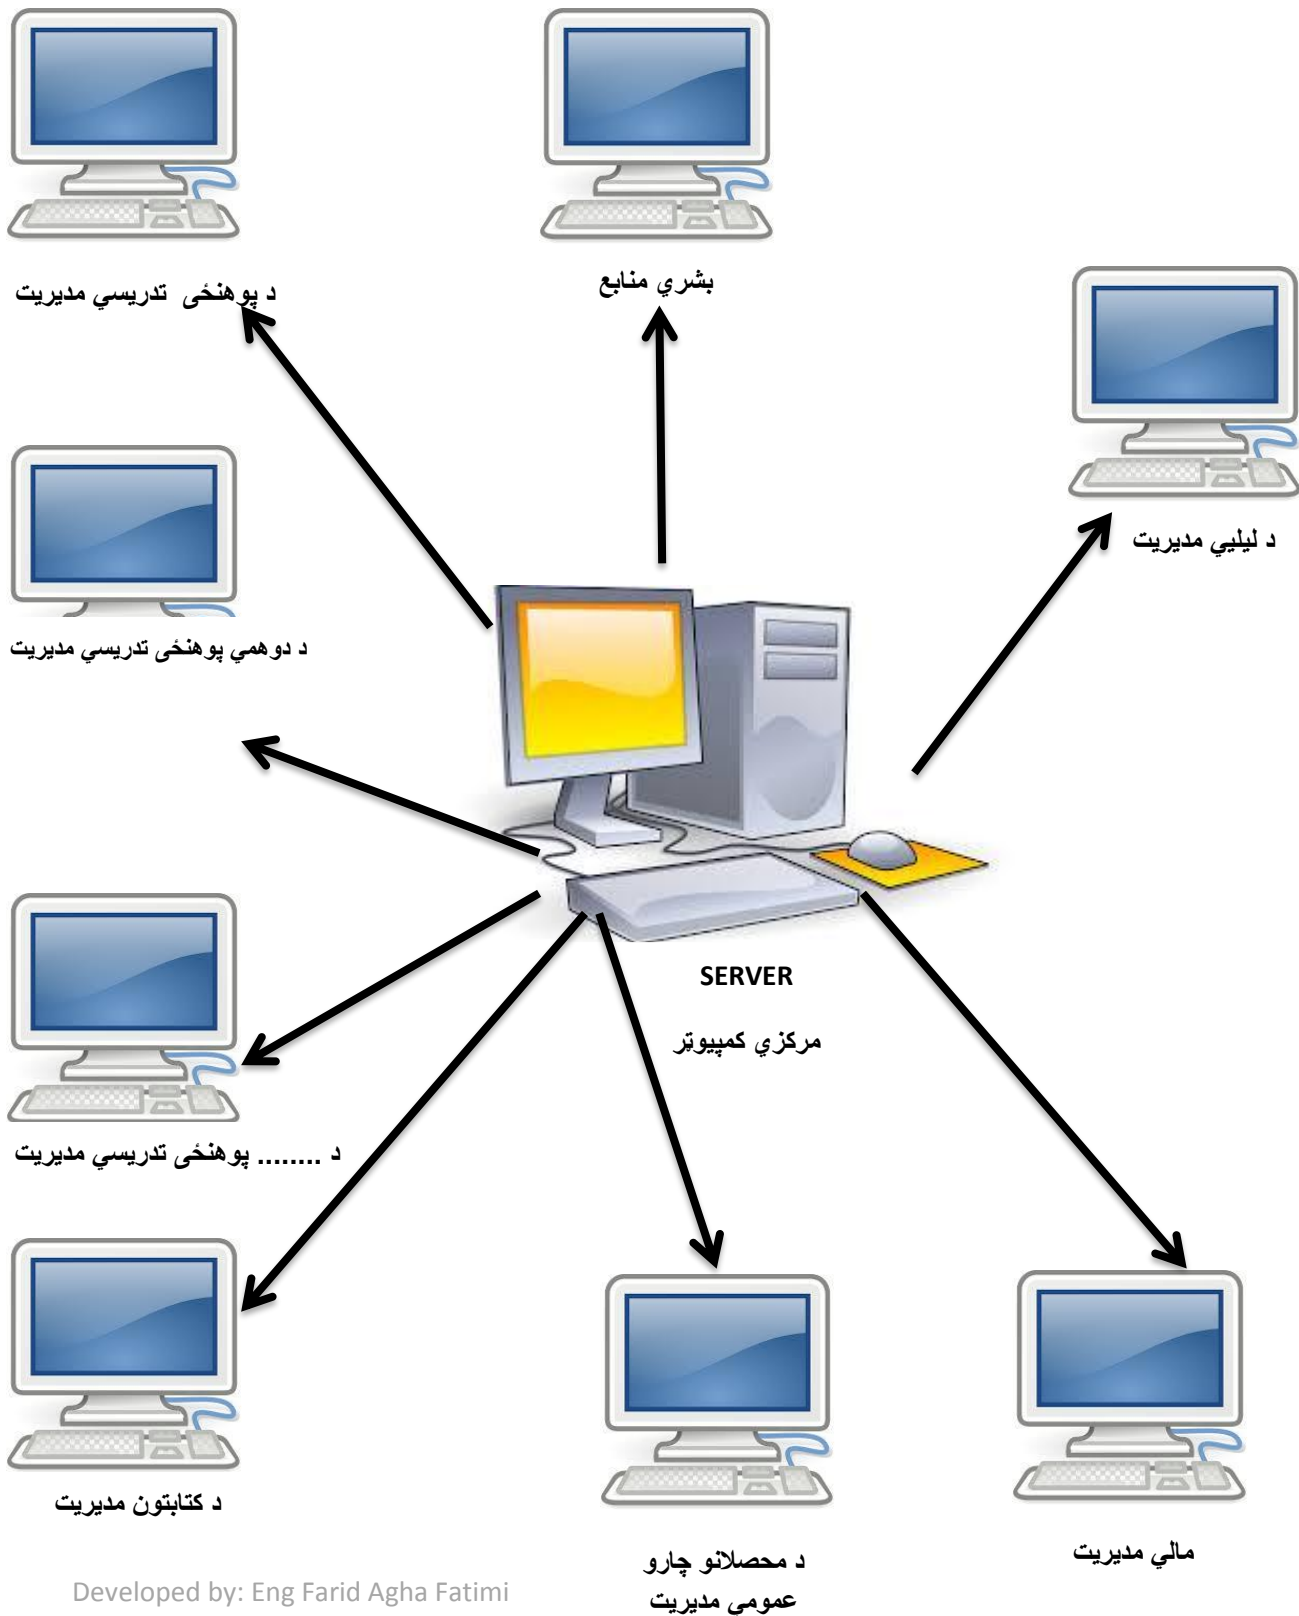 د پوهنځی تدریسي مدیریت
بشري منابع
د لیلیي مدیریت
د دوهمي پوهنځی تدریسي مدیریت
SERVER
مرکزي کمپیوټر
د ........ پوهنځی تدریسي مدیریت
د کتابتون مدیریت
د محصلانو چارو
عمومی مدیریت
مالي مدیریت
Developed by: Eng Farid Agha Fatimi